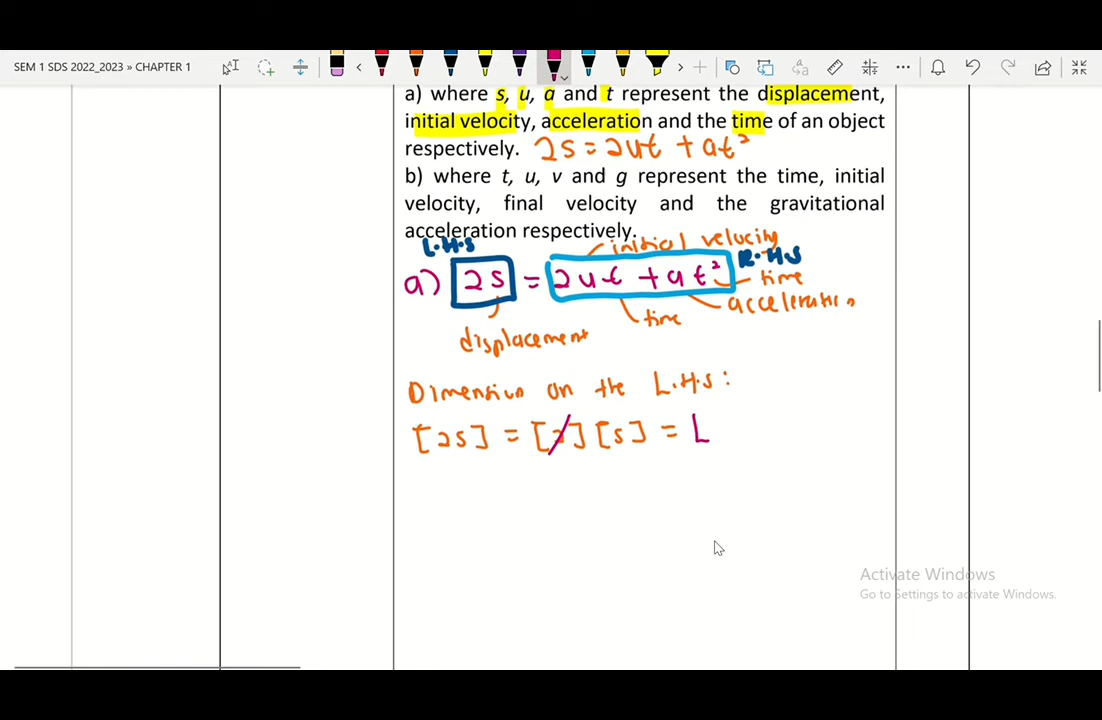 SEM 1 SDS 2022_2023 » CHAPTER 1
a) where s, u, a and t represent the displacement,
initial velocity, acceleration and the time of an object
respectively. 2s = 2ut + at²
b) where t, u, v and g represent the time, initial
velocity, final velocity and the gravitational
acceleration respectively.
L.H.S initial velocity R.H.S
a) 2s = 2ut + at² time
displacement time acceleration
Dimension on the L.H.S :
[2s] = [2][s] = L
Activate Windows
Go to Settings to activate Windows.